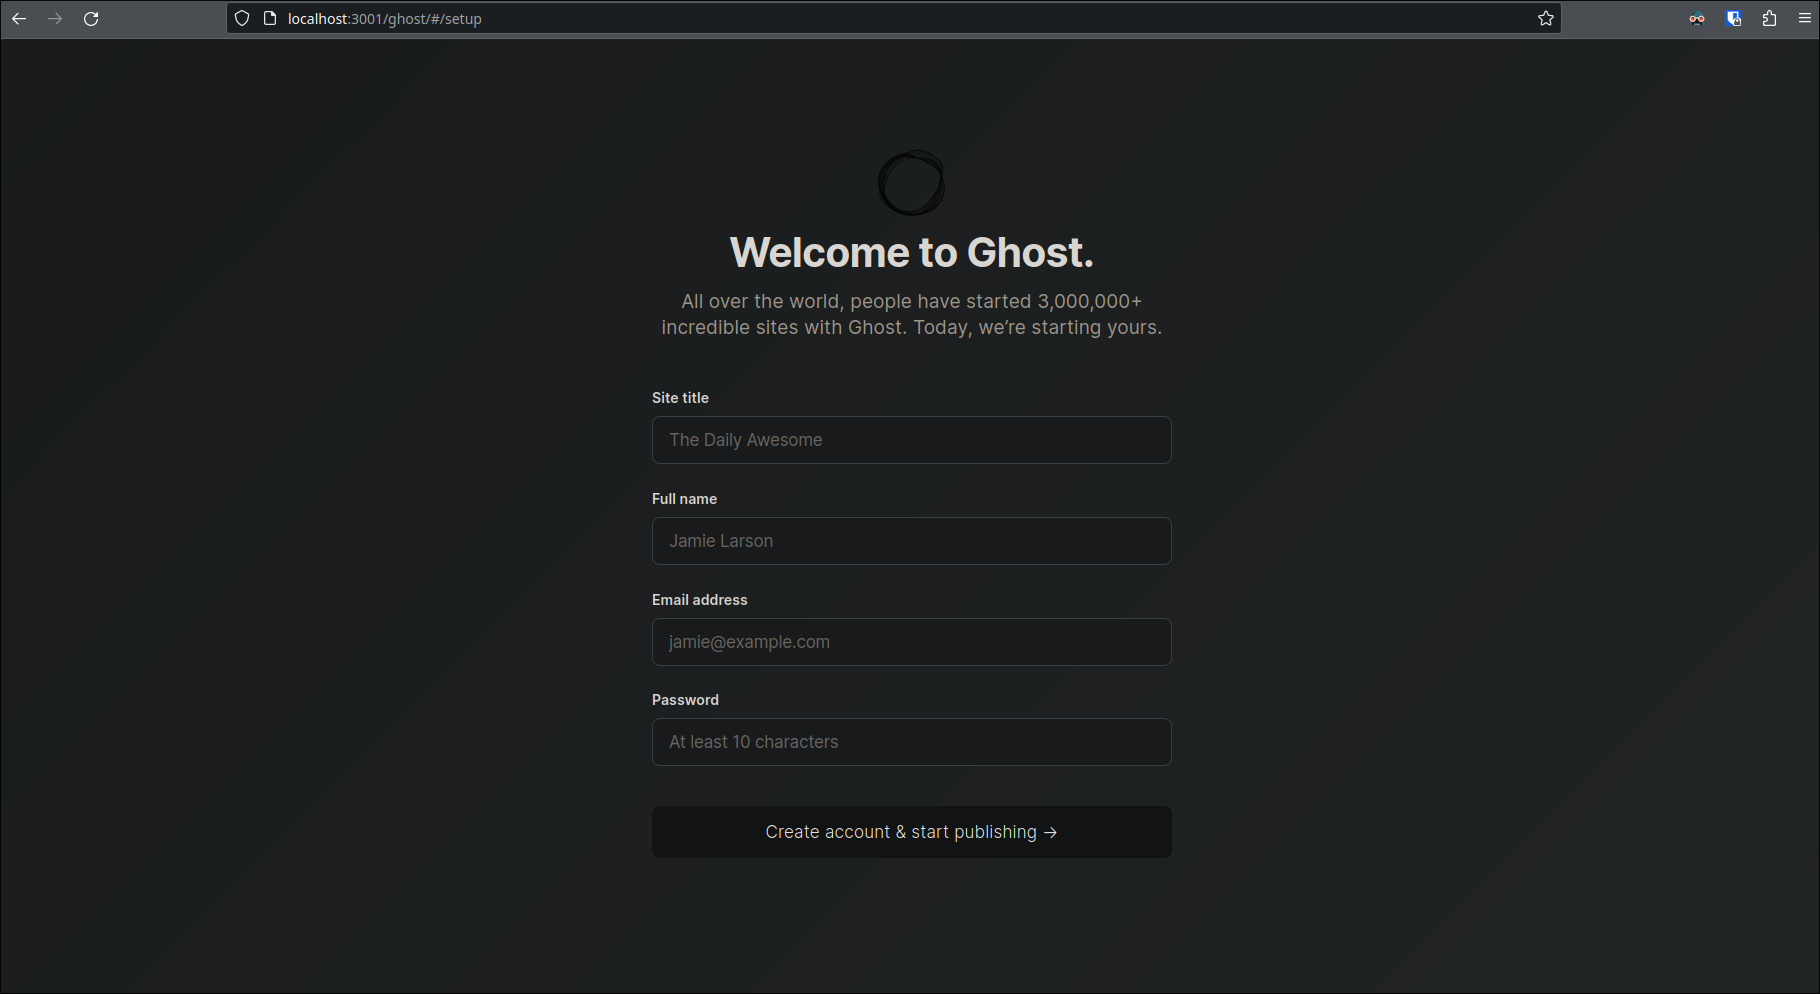 localhost:3001/ghost/#/setup
Welcome to Ghost.
All over the world, people have started 3,000,000+
incredible sites with Ghost. Today, we’re starting yours.
Site title
The Daily Awesome
Full name
Jamie Larson
Email address
jamie@example.com
Password
At least 10 characters
Create account & start publishing →